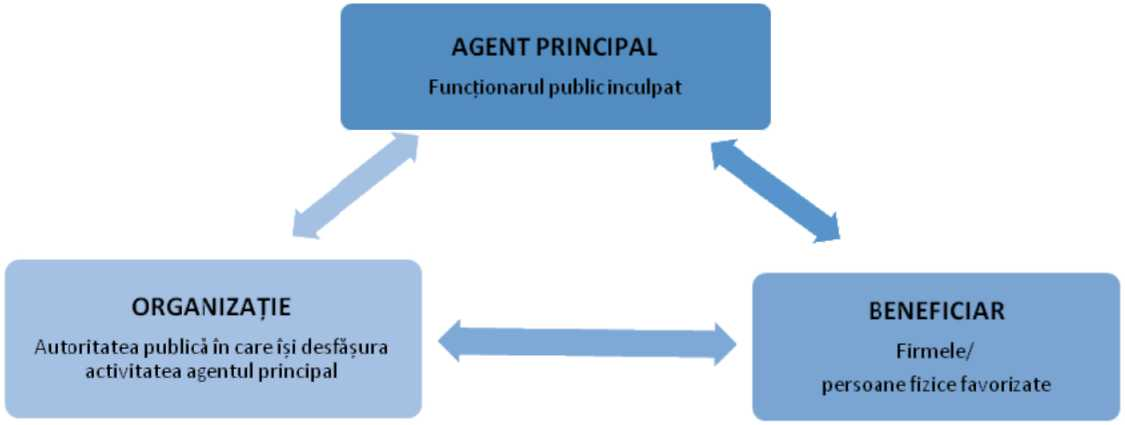 AGENT PRINCIPAL
Funcționarul public inculpat
ORGANIZAȚIE
Autoritatea publică în care își desfășura
activitatea agentul principal
BENEFICIAR
Firmele/
persoane fizice favorizate